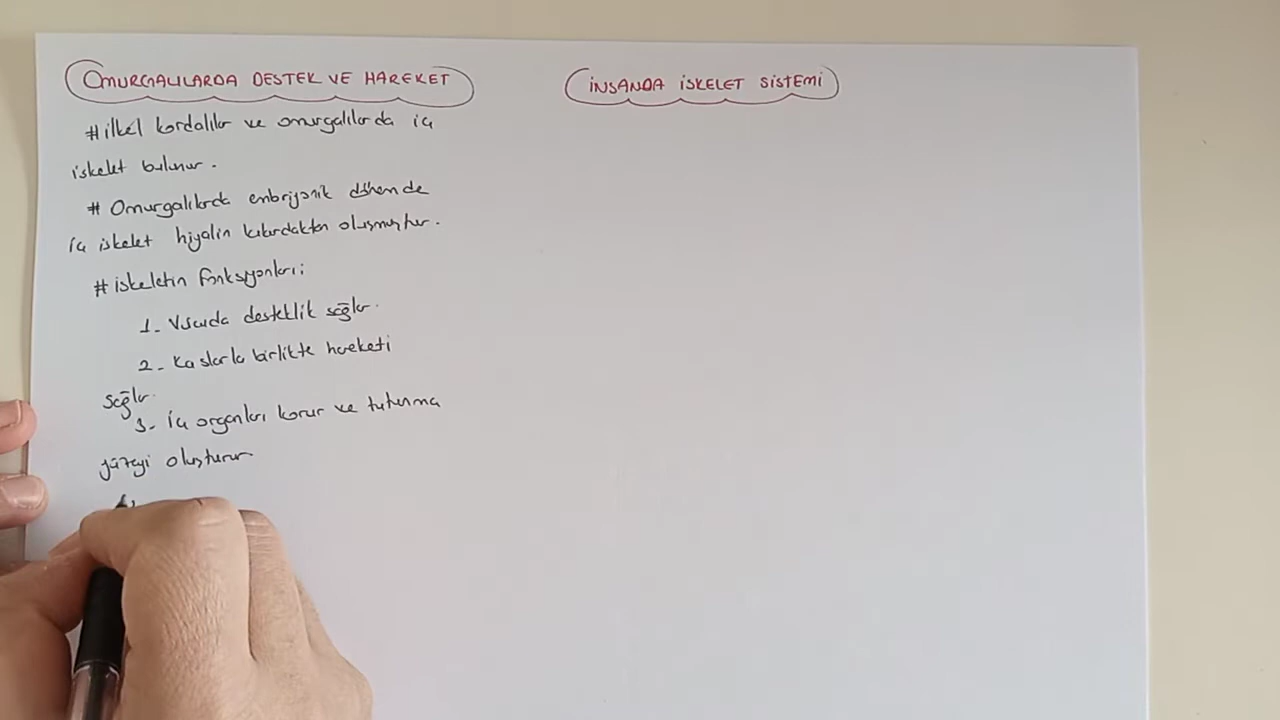 OMURGALILARDA DESTEK VE HAREKET
İNSANDA İSKELET SİSTEMİ
# ilkel kordalılar ve omurgalılarda iç
iskelet bulunur.
# Omurgalılarda embriyonik dönemde
iç iskelet hiyalin kıkırdaktan oluşmuştur.
# iskeletin fonksiyonları;
1- Vücuda desteklik sağlar.
2- Kaslarla birlikte hareketi
sağlar.
3- İç organları korur ve tutunma
yüzeyi oluşturur